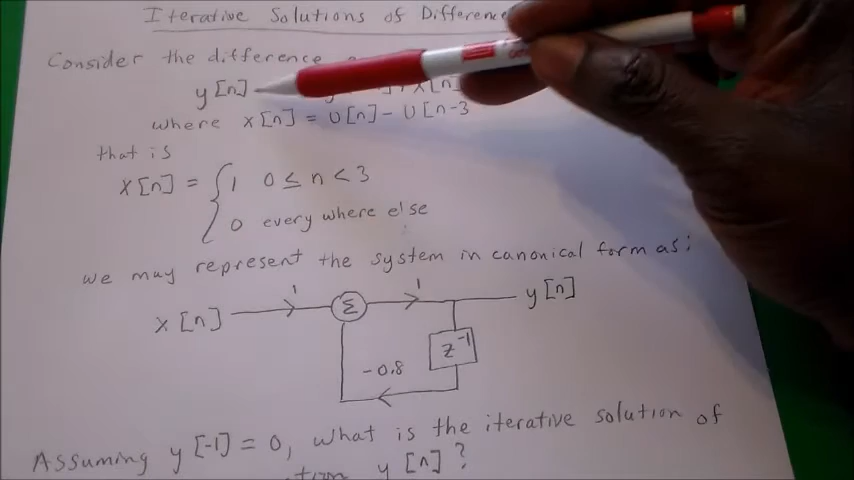 Iterative Solutions of Difference
Consider the difference
y[n] x[n]
where x[n] = U[n] - U[n-3
that is
x[n] = { 1 0 ≤ n < 3
0 every where else
we may represent the system in canonical form as:
x[n] 1 Σ 1 y[n]
z⁻¹
-0.8
Assuming y[-1] = 0, what is the iterative solution of
y[n]?